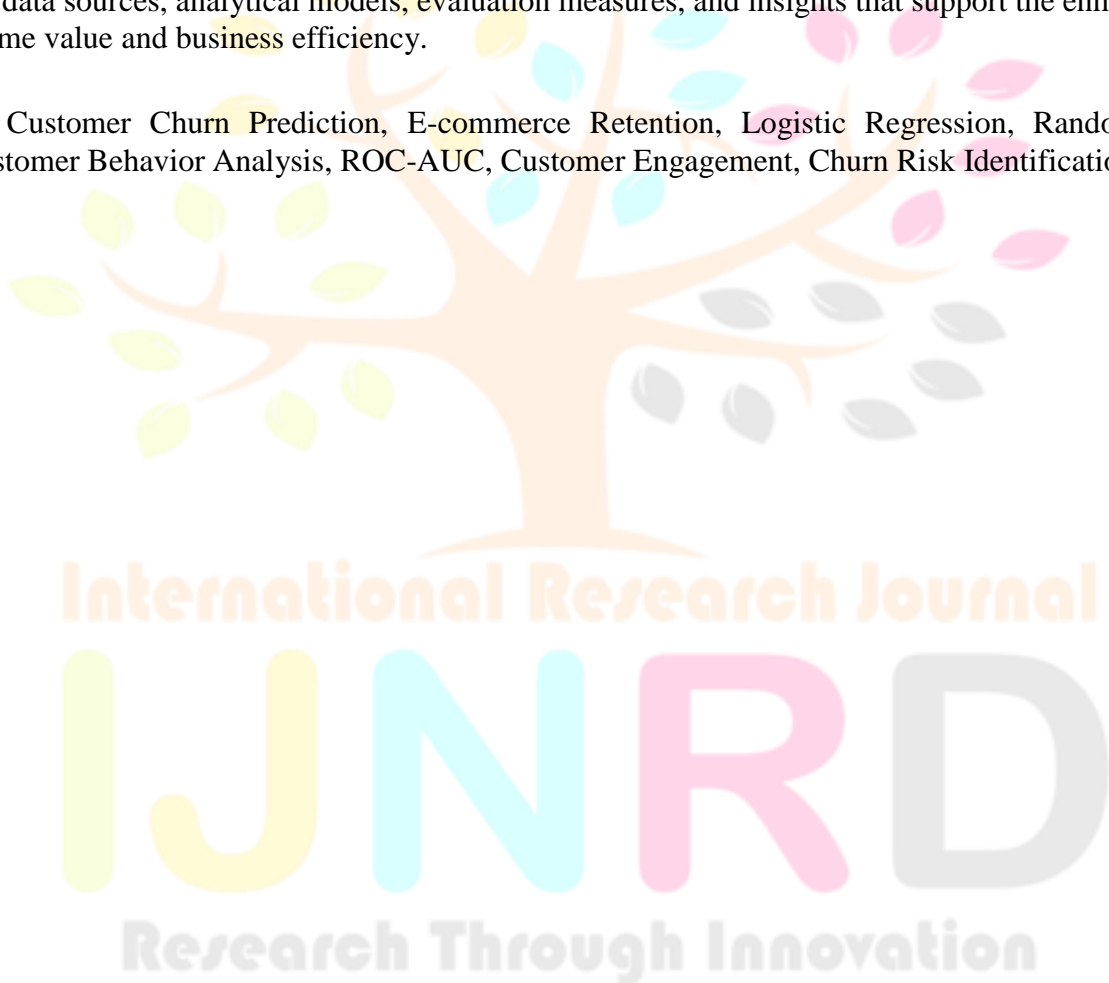 data sources, analytical models, evaluation measures, and insights that support the
me value and business efficiency.
Customer Churn Prediction, E-commerce Retention, Logistic Regression,
stomer Behavior Analysis, ROC-AUC, Customer Engagement, Churn Risk
International Research Journal
IJNRD
Research Through Innovation